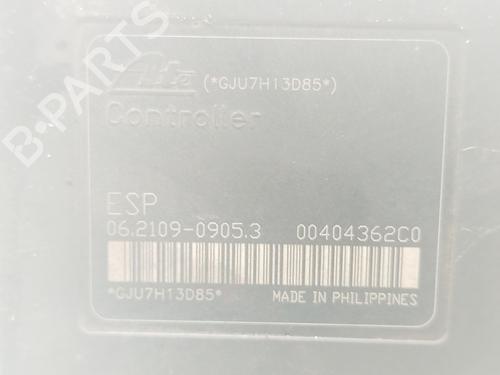 B-PARTS
Ate (*GJU7H13D85*)
Controller
ESP
06.2109-0905.3 00404362C0
*GJU7H13D85* MADE IN PHILIPPINES